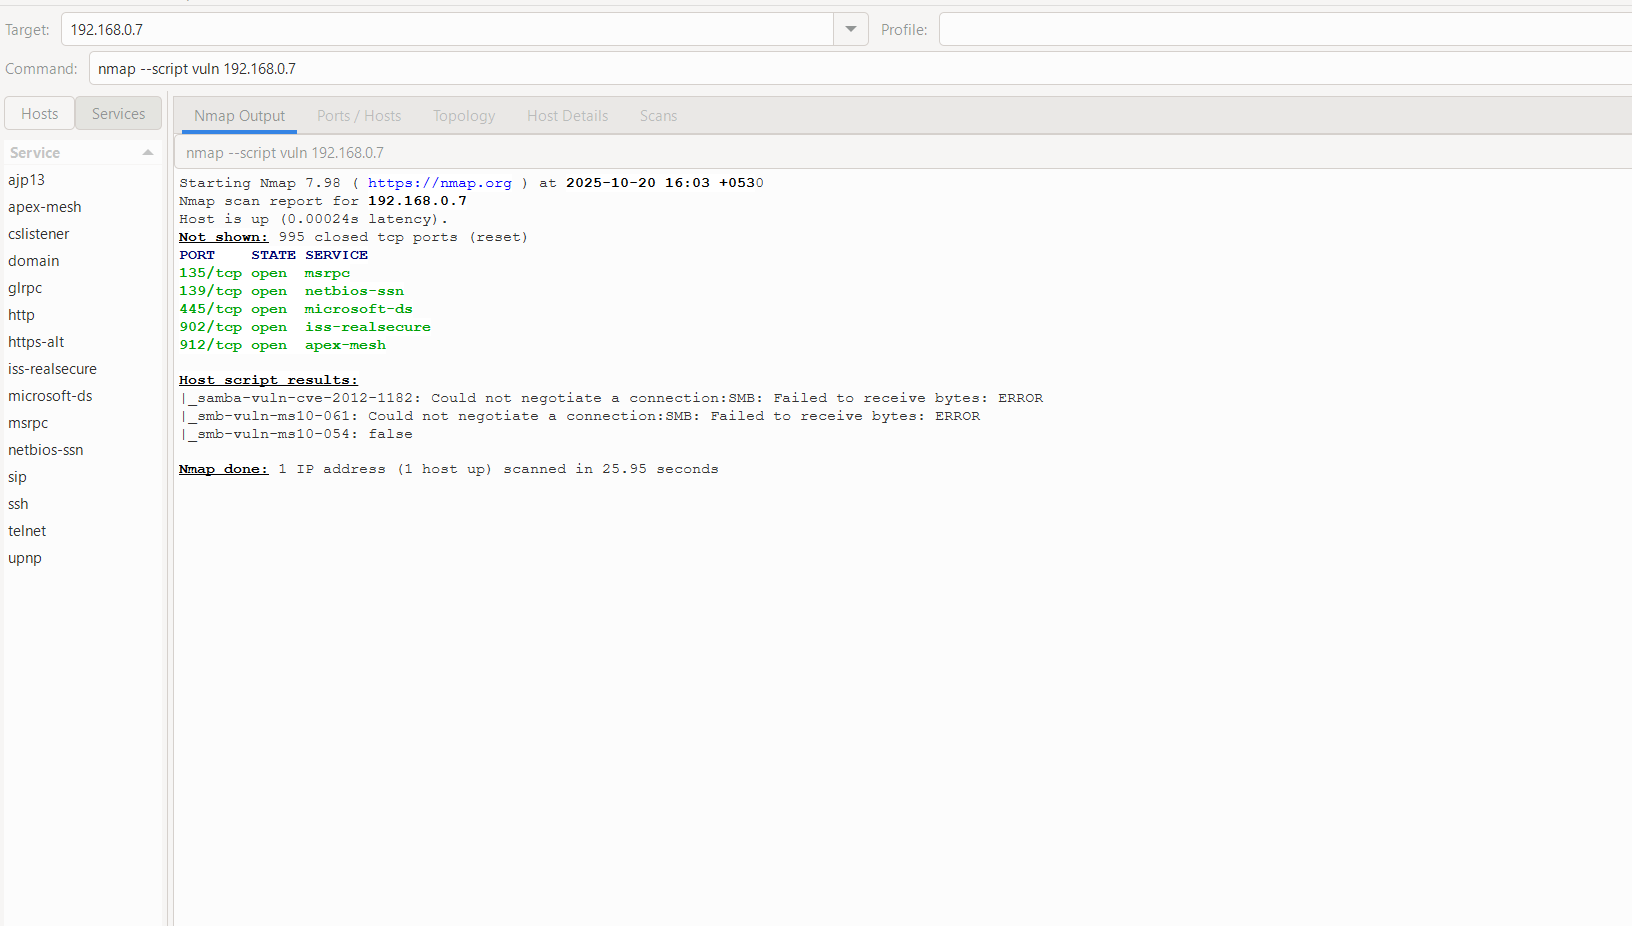 Target: 192.168.0.7 Profile:
Command: nmap --script vuln 192.168.0.7
Hosts Services
Nmap Output Ports / Hosts Topology Host Details Scans
nmap --script vuln 192.168.0.7
Service
ajp13
apex-mesh
cslistener
domain
glrpc
http
https-alt
iss-realsecure
microsoft-ds
msrpc
netbios-ssn
sip
ssh
telnet
upnp
Starting Nmap 7.98 ( https://nmap.org ) at 2025-10-20 16:03 +0530
Nmap scan report for 192.168.0.7
Host is up (0.00024s latency).
Not shown: 995 closed tcp ports (reset)
PORT    STATE SERVICE
135/tcp open  msrpc
139/tcp open  netbios-ssn
445/tcp open  microsoft-ds
902/tcp open  iss-realsecure
912/tcp open  apex-mesh
Host script results:
|_samba-vuln-cve-2012-1182: Could not negotiate a connection:SMB: Failed to receive bytes: ERROR
|_smb-vuln-ms10-061: Could not negotiate a connection:SMB: Failed to receive bytes: ERROR
|_smb-vuln-ms10-054: false
Nmap done: 1 IP address (1 host up) scanned in 25.95 seconds